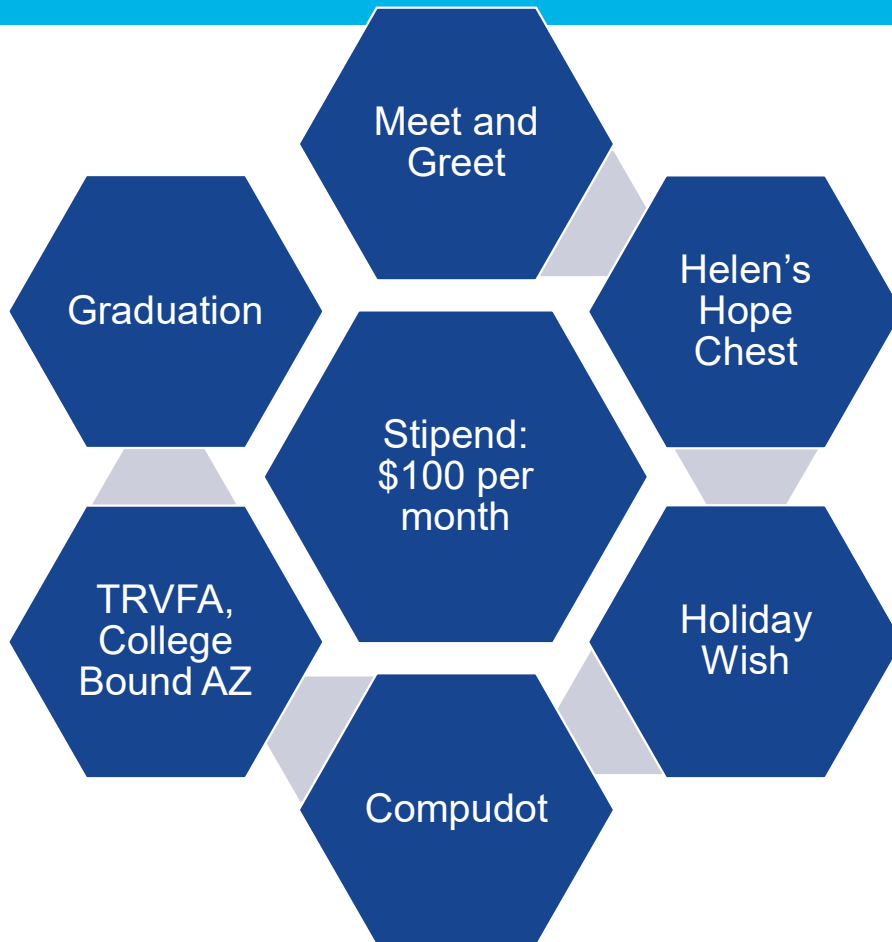 Meet and
Greet
Helen’s
Hope
Chest
Graduation
Stipend:
$100 per
month
Holiday
Wish
TRVFA,
College
Bound AZ
Compudot